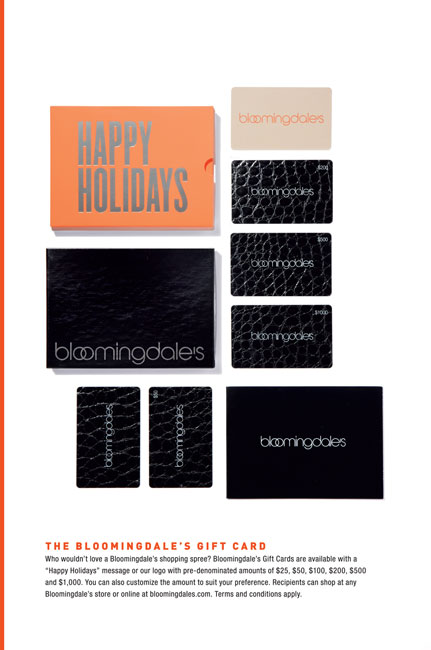 HAPPY
HOLIDAYS
bloomingdale's
$200
bloomingdale's
$500
bloomingdale's
$1000
bloomingdale's
bloomingdale's
bloomingdale's
$50
bloomingdale's
bloomingdale's
THE BLOOMINGDALE'S GIFT CARD
Who wouldn't love a Bloomingdale's shopping spree? Bloomingdale's Gift Cards are available with a
"Happy Holidays" message or our logo with pre-denominated amounts of $25, $50, $100, $200, $500
and $1,000. You can also customize the amount to suit your preference. Recipients can shop at any
Bloomingdale's store or online at bloomingdales.com. Terms and conditions apply.